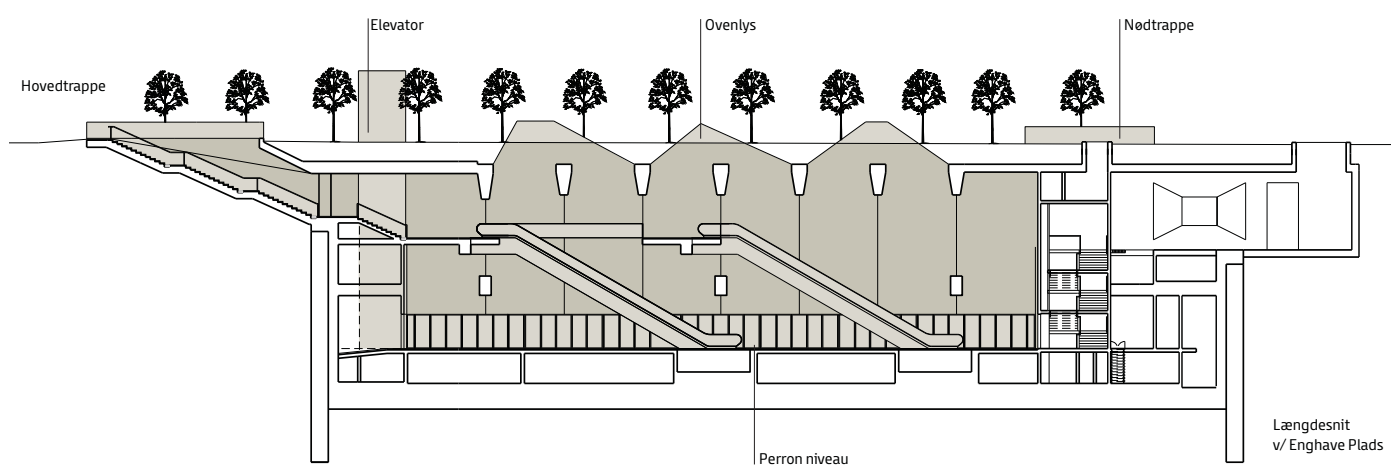 Elevator
Ovenlys
Nødtrappe
Hovedtrappe
Længdesnit
v/ Enghave Plads
Perron niveau